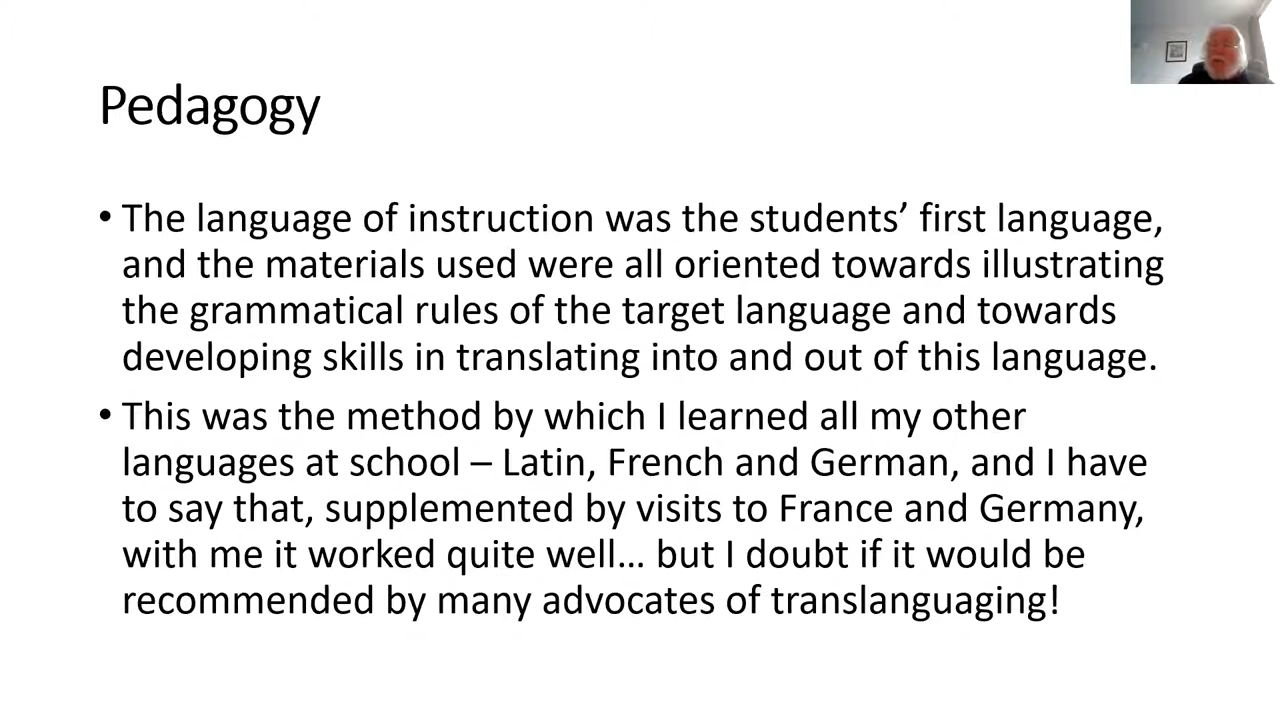 Pedagogy
• The language of instruction was the students’ first language,
and the materials used were all oriented towards illustrating
the grammatical rules of the target language and towards
developing skills in translating into and out of this language.
• This was the method by which I learned all my other
languages at school – Latin, French and German, and I have
to say that, supplemented by visits to France and Germany,
with me it worked quite well… but I doubt if it would be
recommended by many advocates of translanguaging!